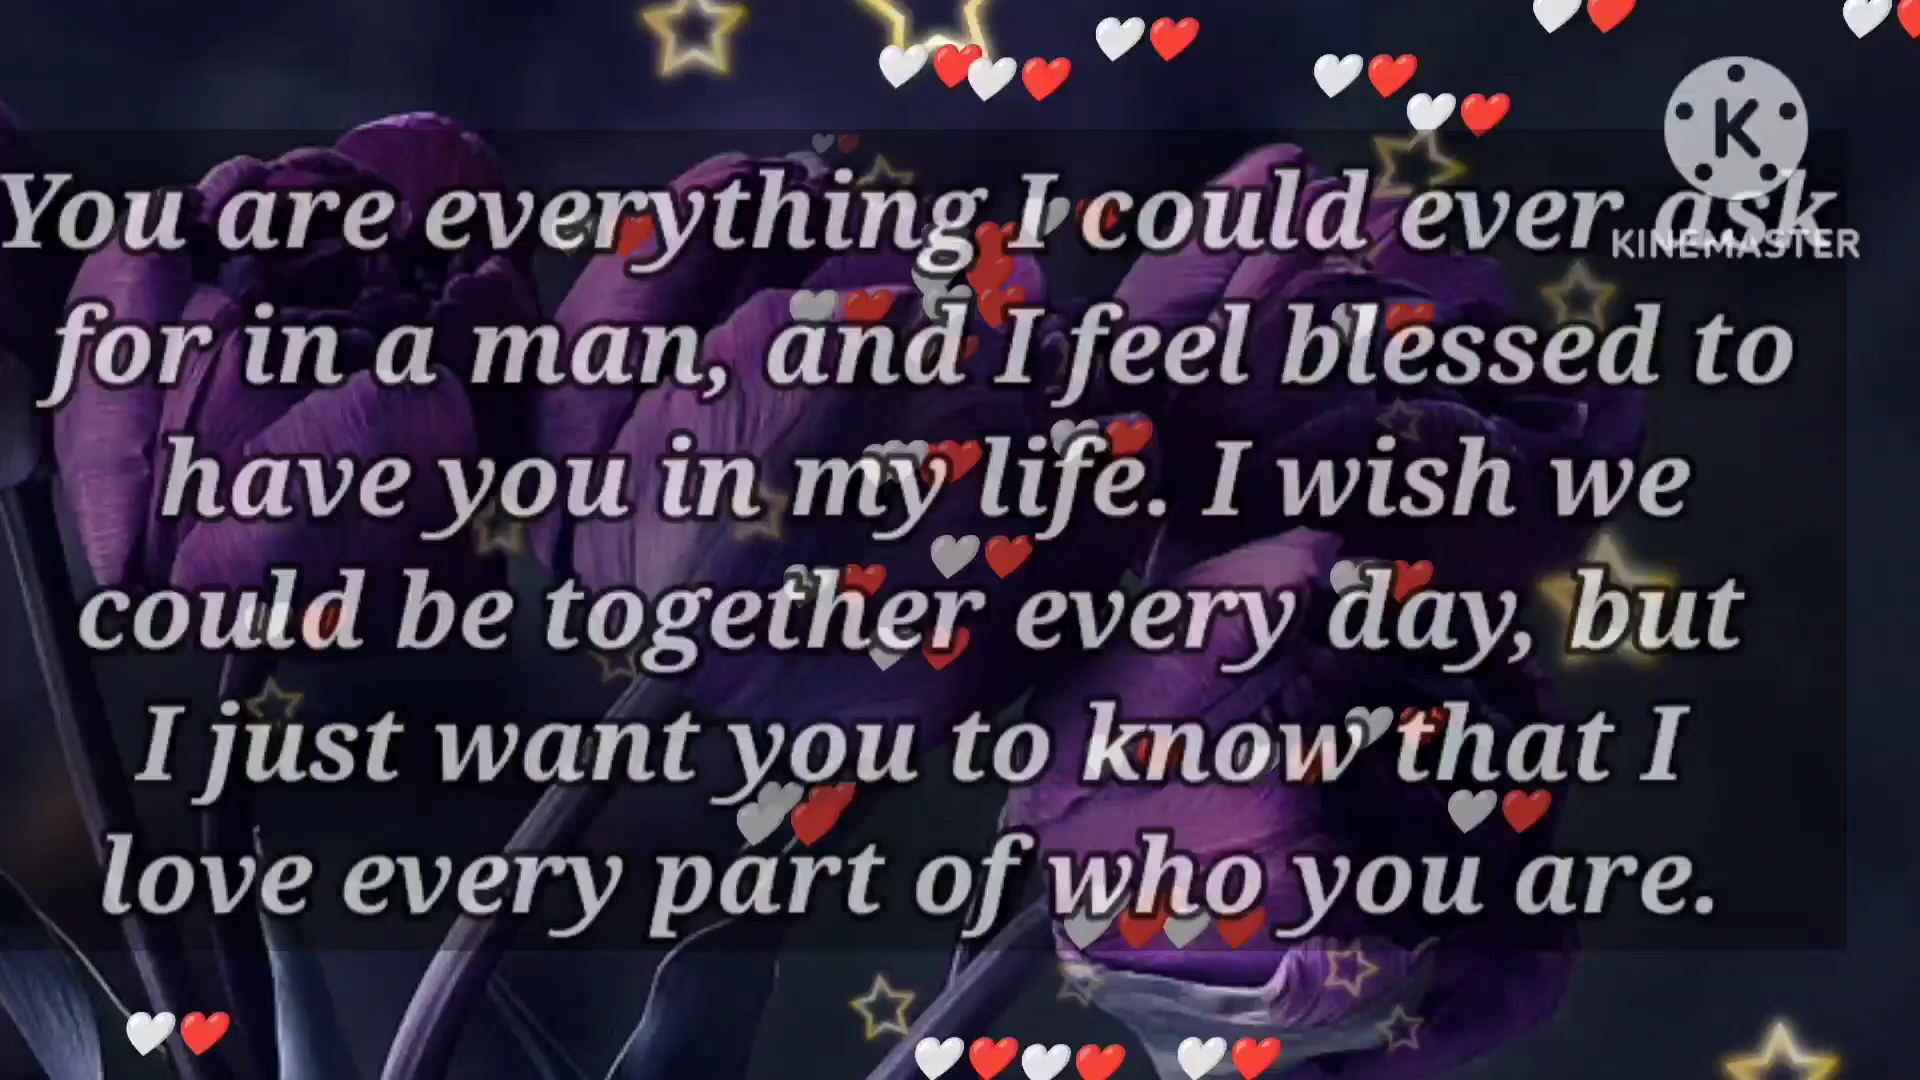 You are everything I could ever ask
for in a man, and I feel blessed to
have you in my life. I wish we
could be together every day, but
I just want you to know that I
love every part of who you are.
K
KINEMASTER